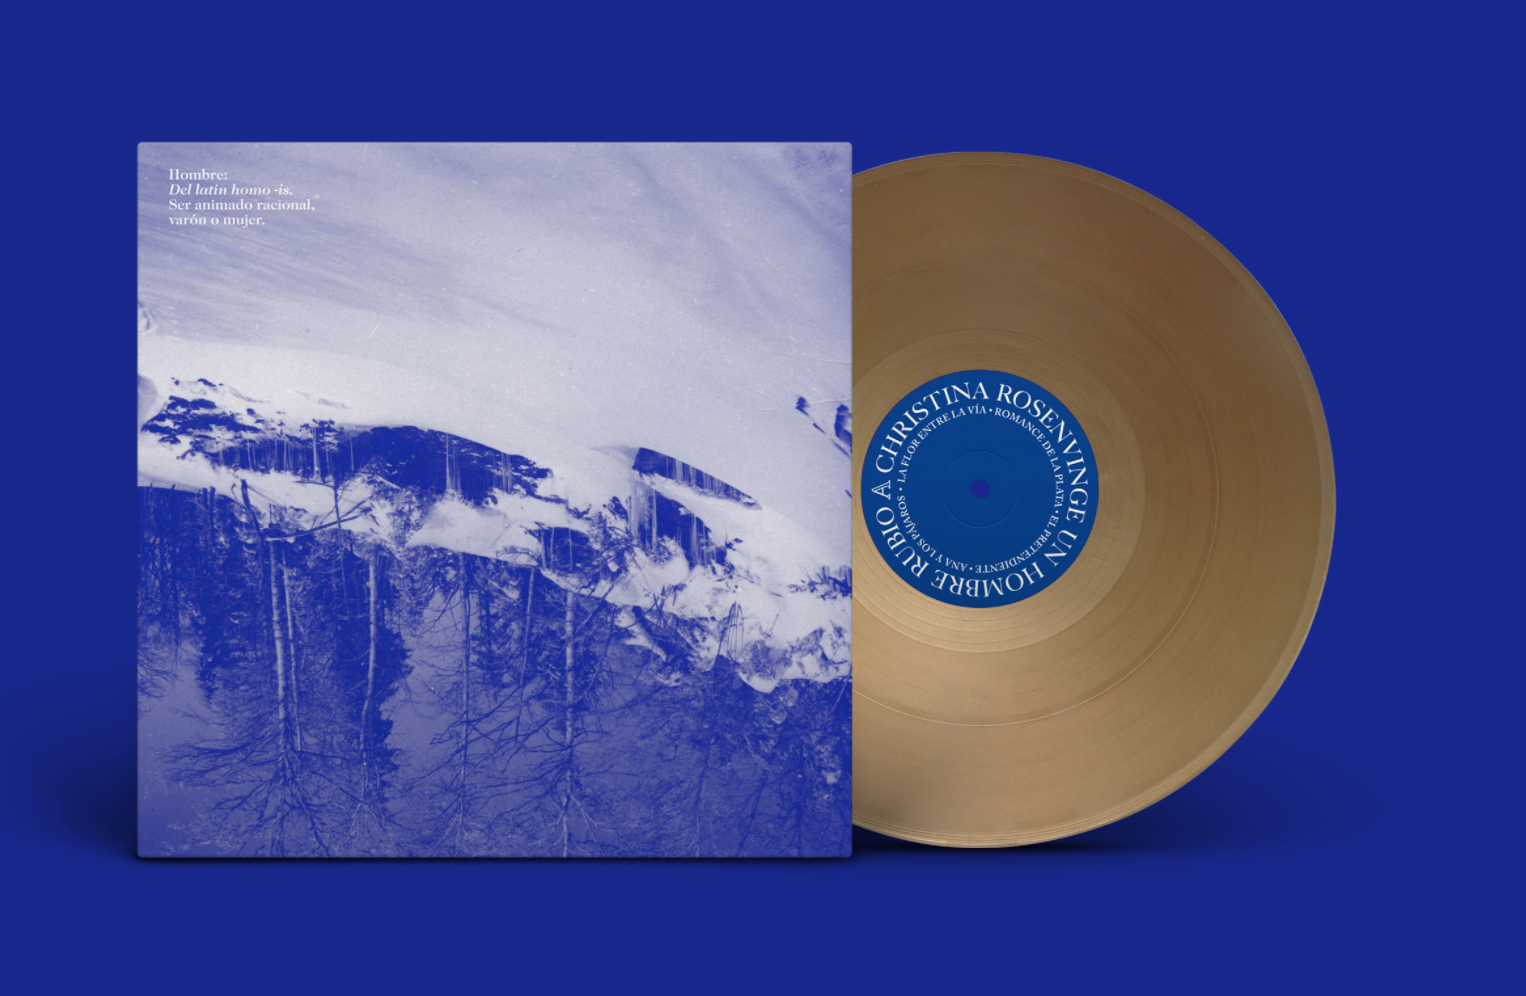 Hombre:
Del latín homo -is.
Ser animado racional,
varón o mujer.
A CHRISTINA ROSENVINGE UN HOMBRE RUBIO
LA FLOR ENTRE LA VÍA • ROMANCE DE LA PLATA • EL PRETENDIENTE • ANA Y LOS PÁJAROS •